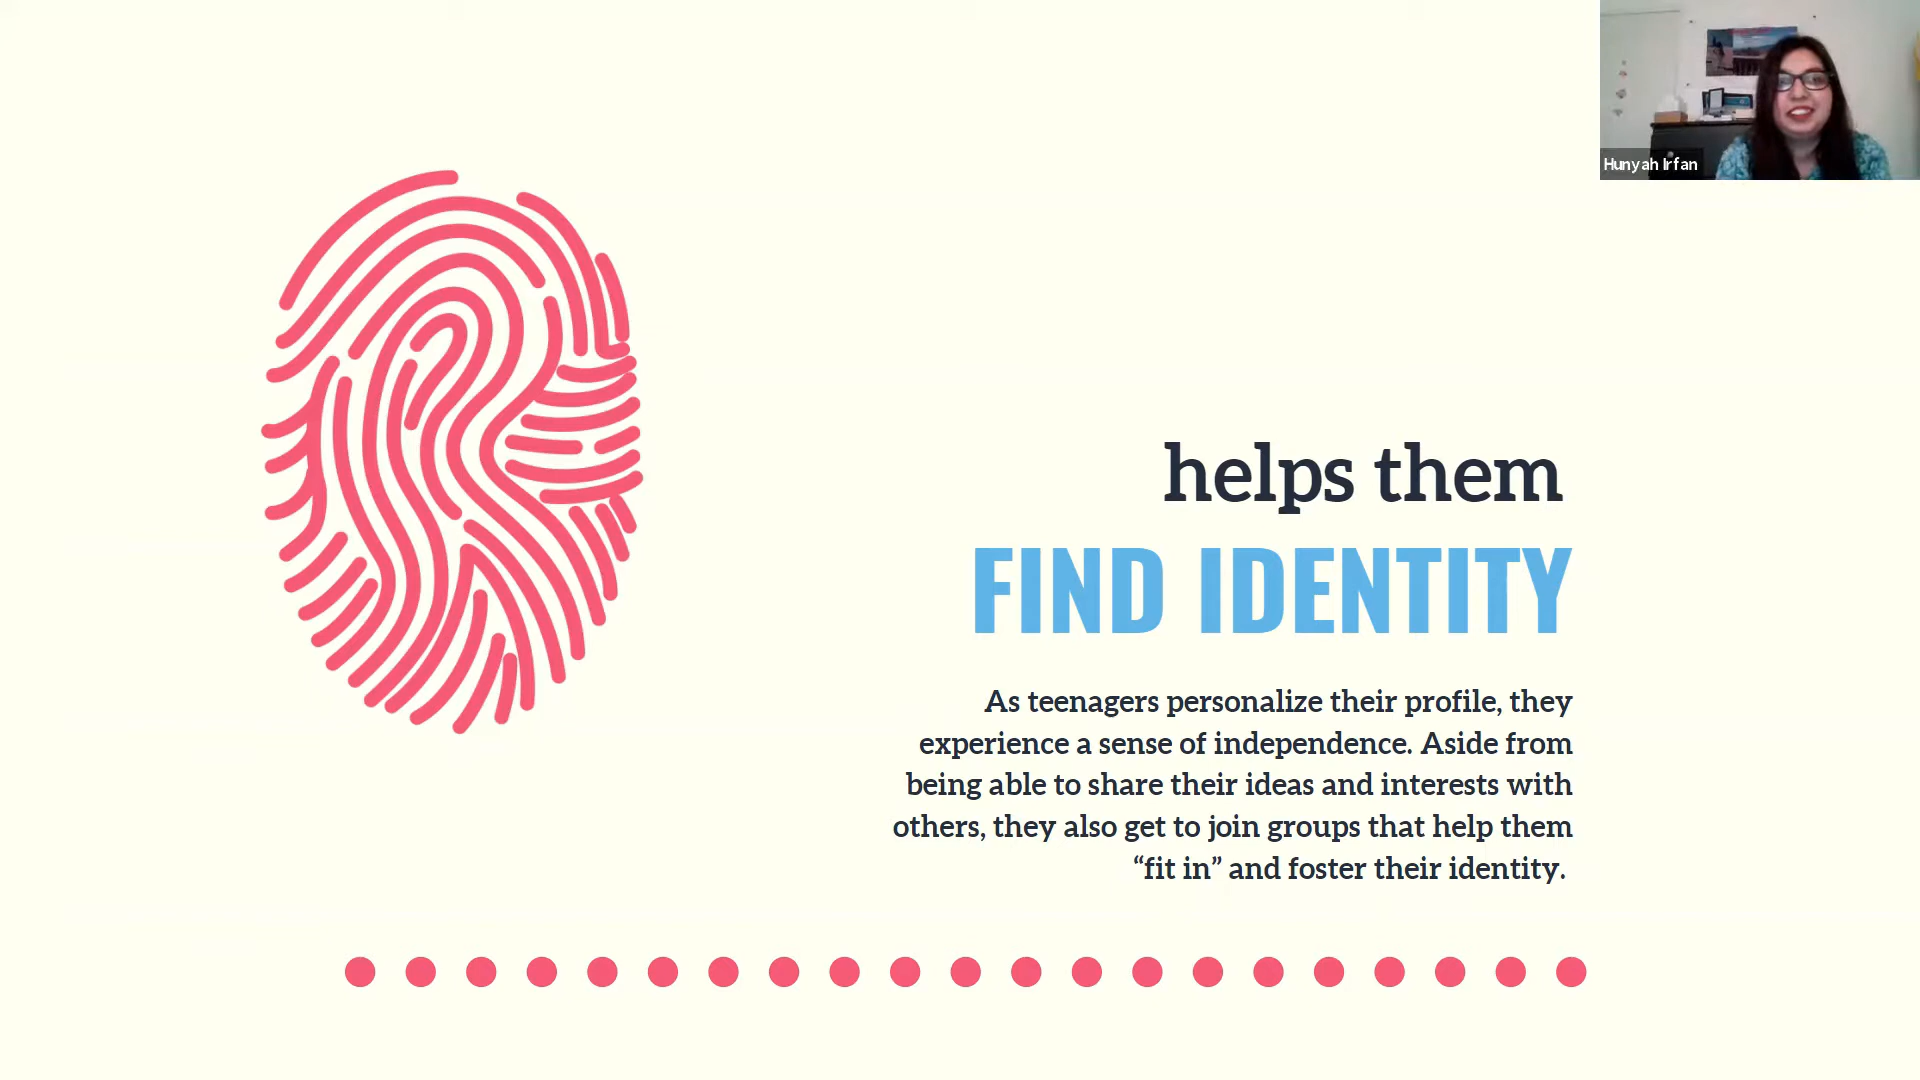 Hunyah Irfan
helps them
FIND IDENTITY
As teenagers personalize their profile, they
experience a sense of independence. Aside from
being able to share their ideas and interests with
others, they also get to join groups that help them
“fit in” and foster their identity.